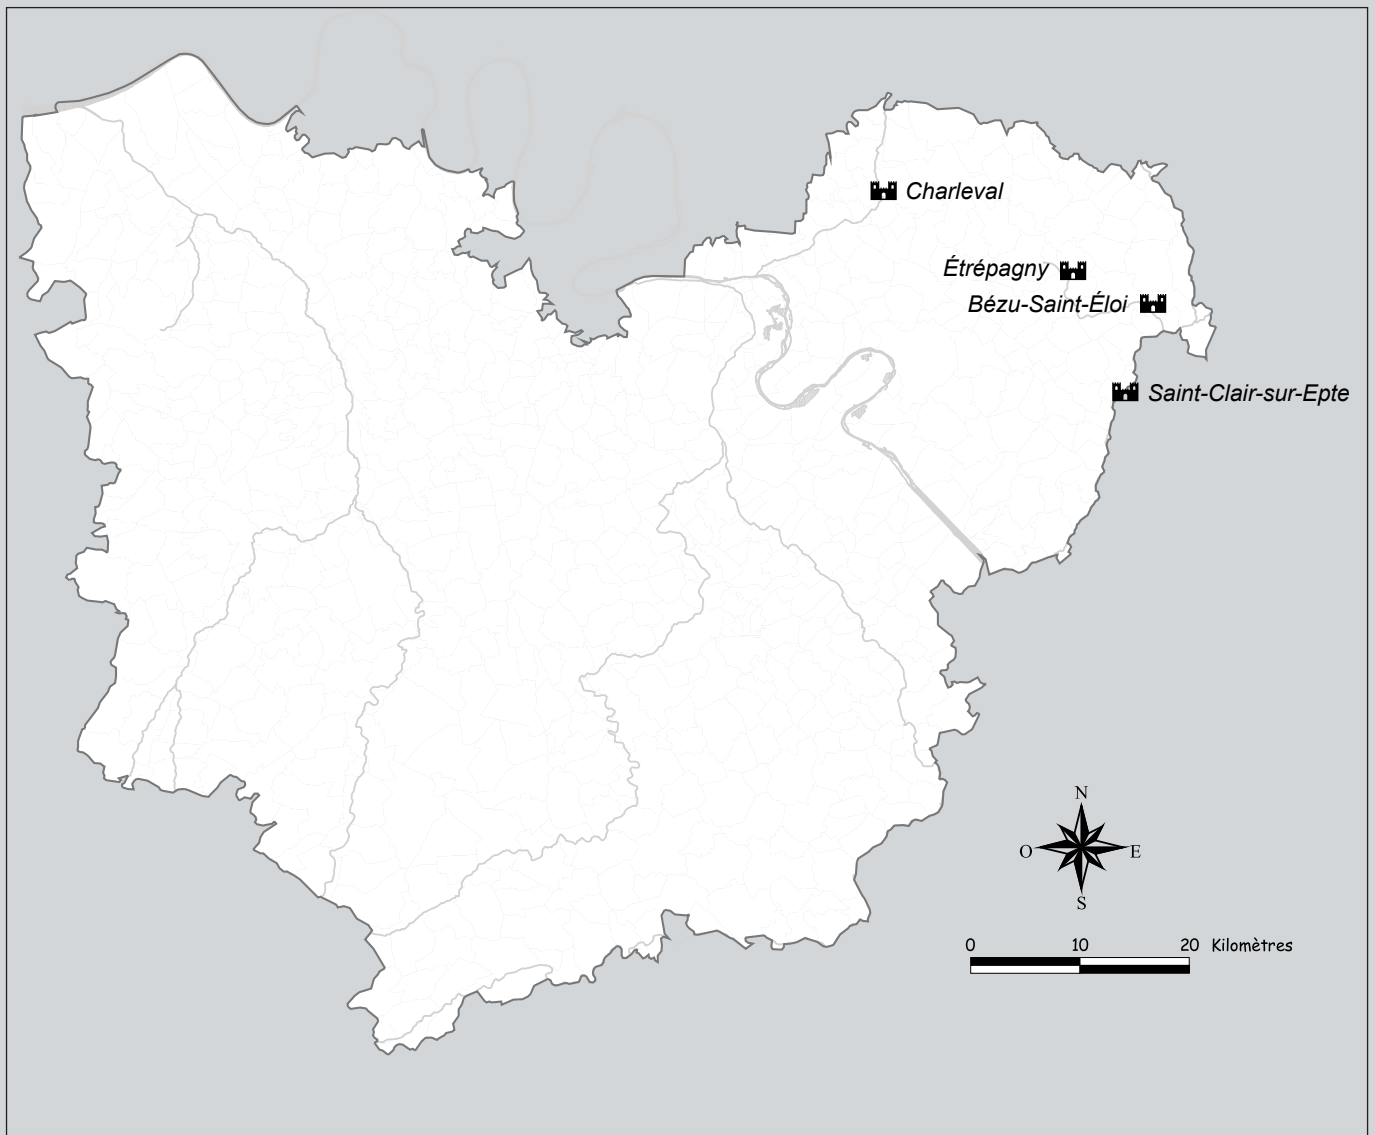 Charleval
Étrépagny
Bézu-Saint-Éloi
Saint-Clair-sur-Epte
N
O E
S
0 10 20 Kilomètres